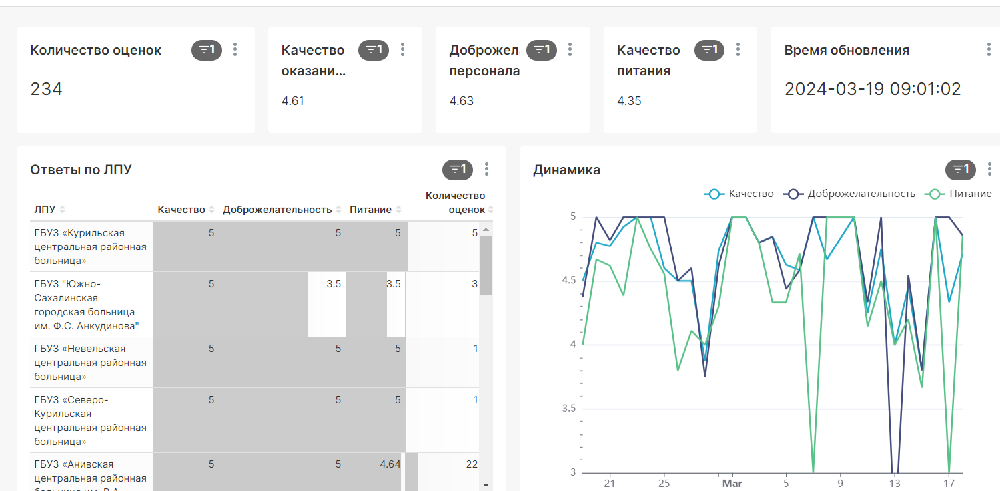 Количество оценок
1
234
Качество
оказани...
1
4.61
Доброжел
персонала
1
4.63
Качество
питания
1
4.35
Время обновления
2024-03-19 09:01:02
Ответы по ЛПУ
1
ЛПУ Качество Доброжелательность Питание Количество
оценок
ГБУЗ «Курильская 5 5 5 5
центральная районная
больница»
ГБУЗ "Южно- 5 3.5 3.5 3
Сахалинская
городская больница
им. Ф.С. Анкудинова"
ГБУЗ «Невельская 5 5 5 1
центральная районная
больница»
ГБУЗ «Северо- 5 5 5 1
Курильская
центральная районная
больница»
ГБУЗ «Анивская 5 5 4.64 22
центральная районная
Динамика
1
Качество Доброжелательность Питание
5
4.5
4
3.5
3
21 25 Mar 5 9 13 17